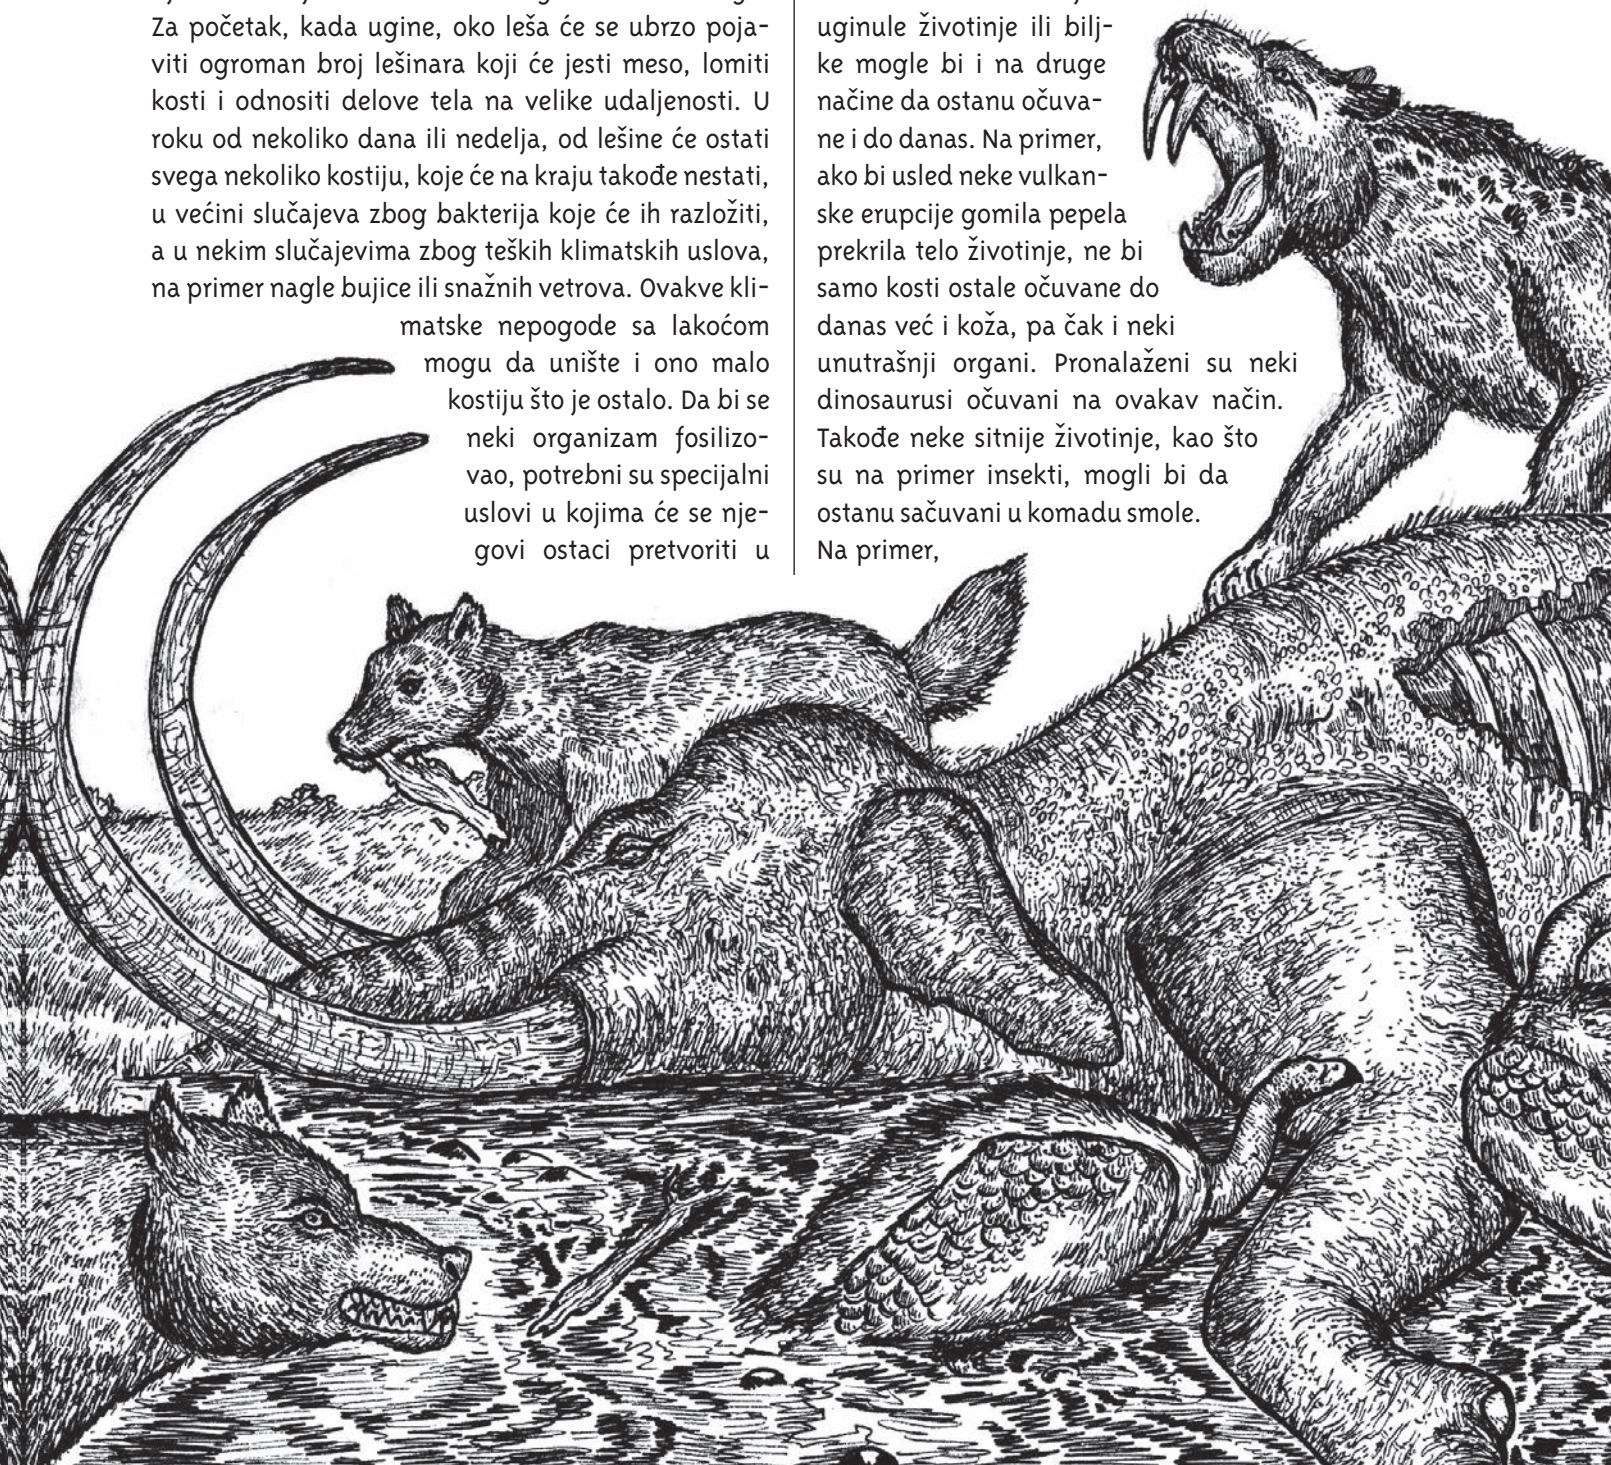 Za početak, kada ugine, oko leša će se ubrzo poja-
viti ogroman broj lešinara koji će jesti meso, lomiti
kosti i odnositi delove tela na velike udaljenosti. U
roku od nekoliko dana ili nedelja, od lešine će ostati
svega nekoliko kostiju, koje će na kraju takođe nestati,
u većini slučajeva zbog bakterija koje će ih razložiti,
a u nekim slučajevima zbog teških klimatskih uslova,
na primer nagle bujice ili snažnih vetrova. Ovakve kli-
matske nepogode sa lakoćom
mogu da unište i ono malo
kostiju što je ostalo. Da bi se
neki organizam fosilizo-
vao, potrebni su specijalni
uslovi u kojima će se nje-
govi ostaci pretvoriti u
uginule životinje ili bilj-
ke mogle bi i na druge
načine da ostanu očuva-
ne i do danas. Na primer,
ako bi usled neke vulkan-
ske erupcije gomila pepela
prekrila telo životinje, ne bi
samo kosti ostale očuvane do
danas već i koža, pa čak i neki
unutrašnji organi. Pronalaženi su neki
dinosaurusi očuvani na ovakav način.
Takođe neke sitnije životinje, kao što
su na primer insekti, mogli bi da
ostanu sačuvani u komadu smole.
Na primer,